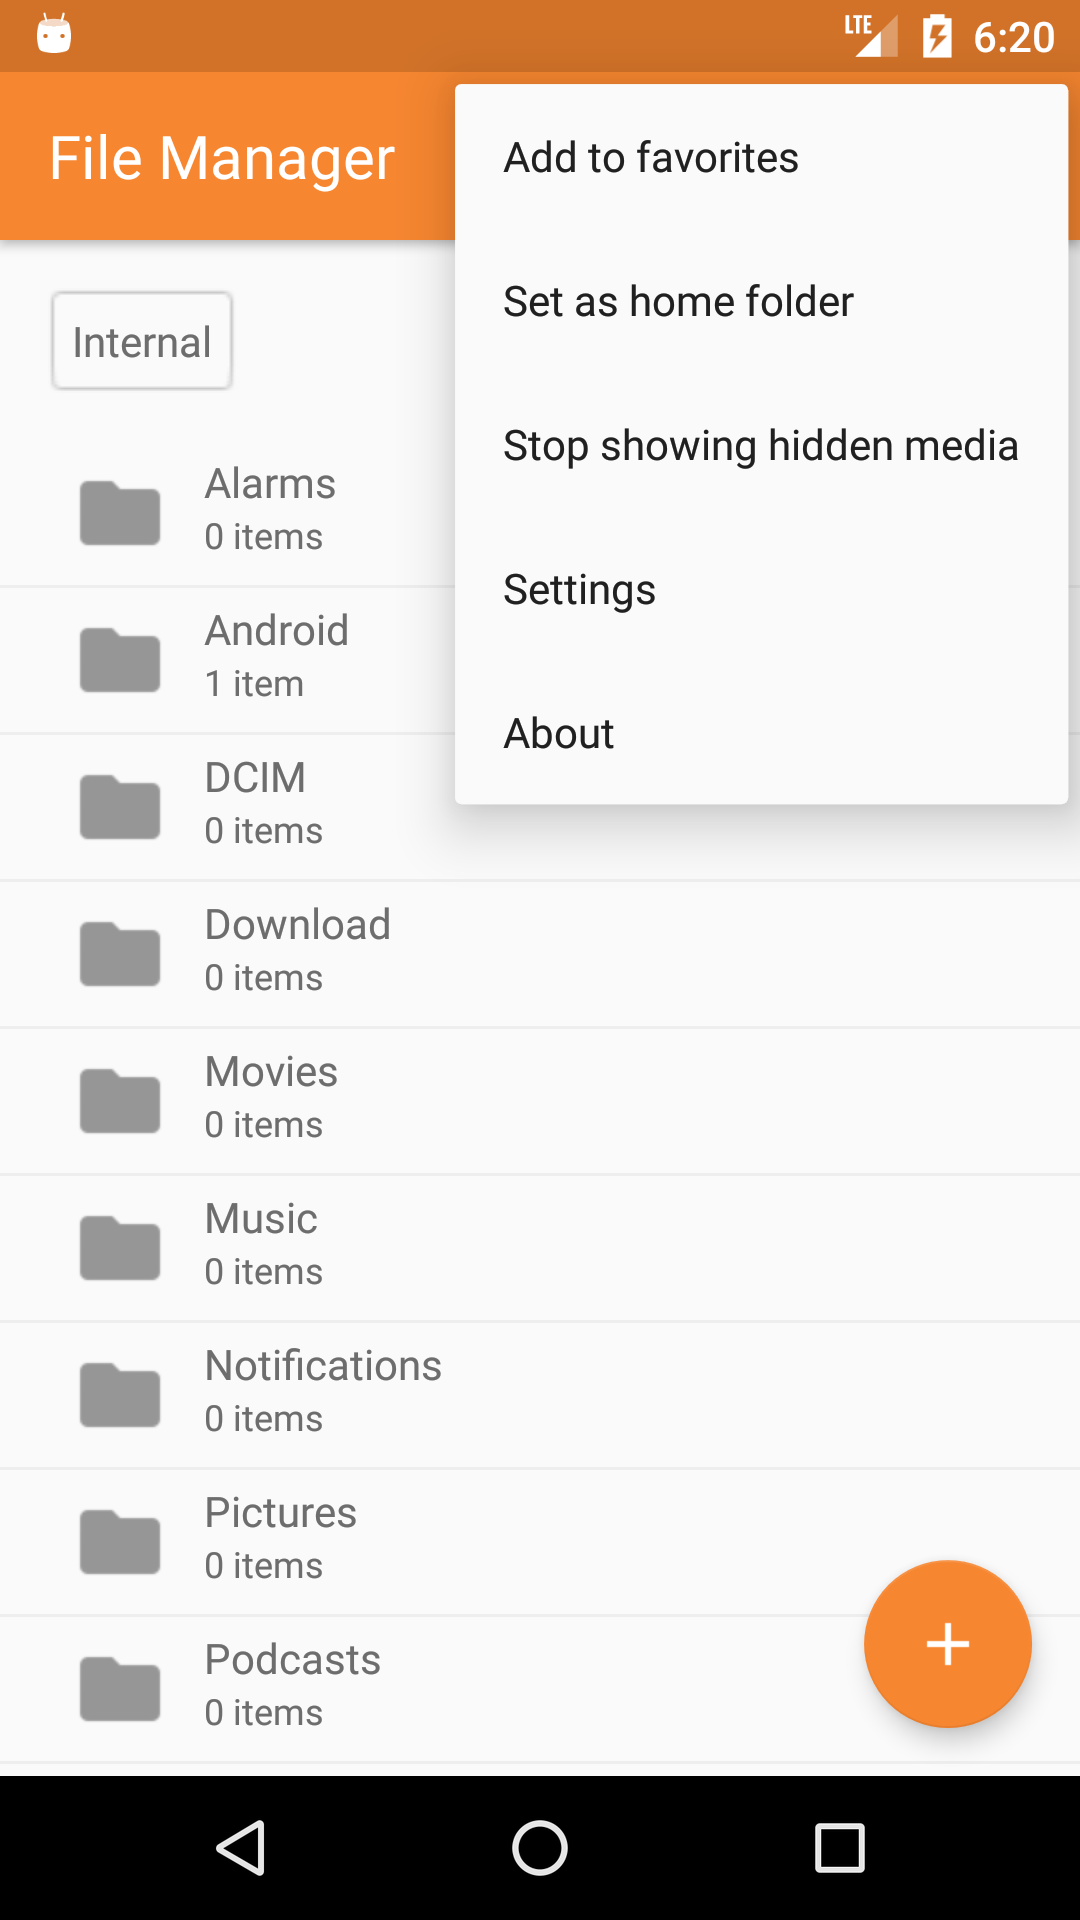 LTE 6:20
File Manager
Add to favorites
Set as home folder
Stop showing hidden media
Settings
About
Internal
Alarms
0 items
Android
1 item
DCIM
0 items
Download
0 items
Movies
0 items
Music
0 items
Notifications
0 items
Pictures
0 items
Podcasts
0 items